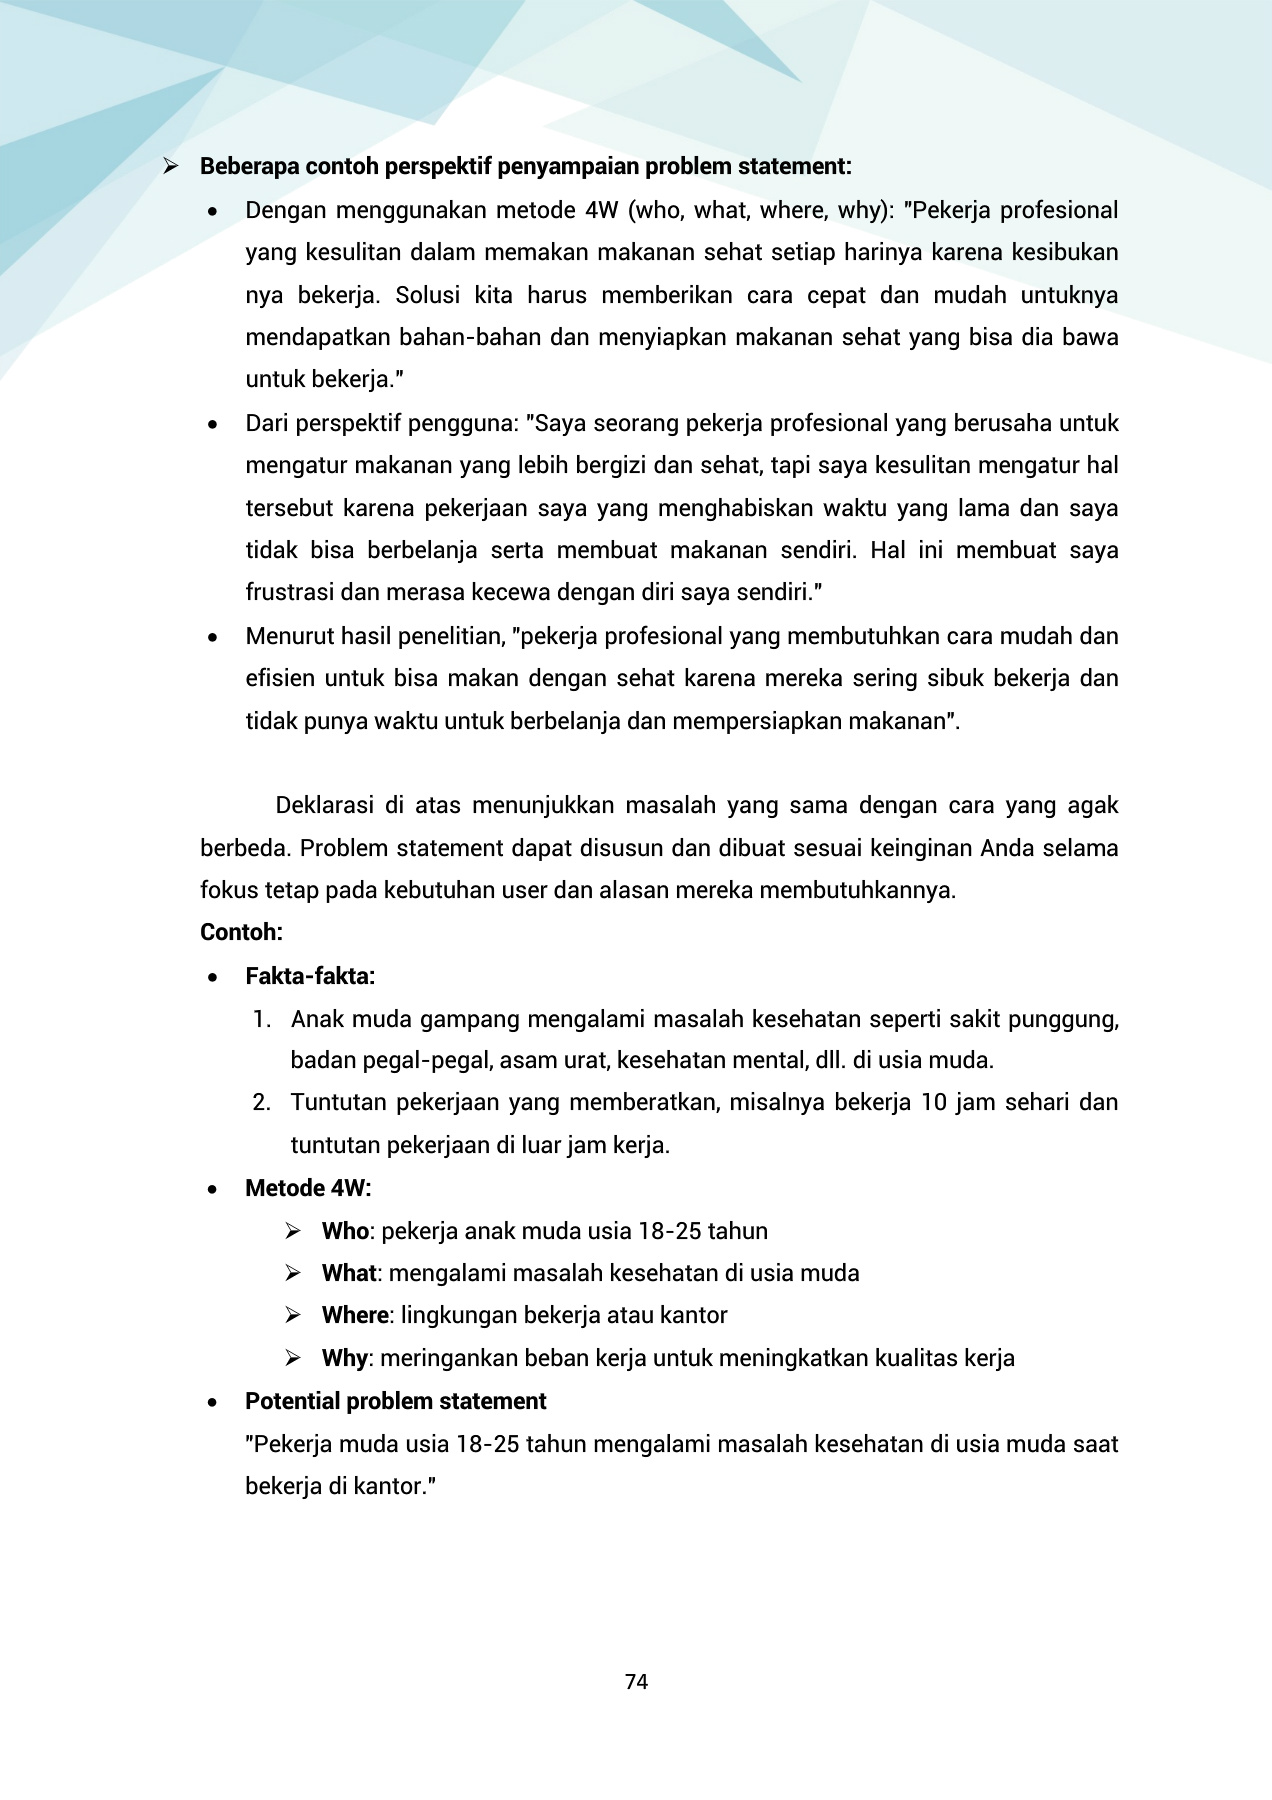 ➢ Beberapa contoh perspektif penyampaian problem statement:
• Dengan menggunakan metode 4W (who, what, where, why): "Pekerja profesional
yang kesulitan dalam memakan makanan sehat setiap harinya karena kesibukan
nya bekerja. Solusi kita harus memberikan cara cepat dan mudah untuknya
mendapatkan bahan-bahan dan menyiapkan makanan sehat yang bisa dia bawa
untuk bekerja."
• Dari perspektif pengguna: "Saya seorang pekerja profesional yang berusaha untuk
mengatur makanan yang lebih bergizi dan sehat, tapi saya kesulitan mengatur hal
tersebut karena pekerjaan saya yang menghabiskan waktu yang lama dan saya
tidak bisa berbelanja serta membuat makanan sendiri. Hal ini membuat saya
frustrasi dan merasa kecewa dengan diri saya sendiri."
• Menurut hasil penelitian, "pekerja profesional yang membutuhkan cara mudah dan
efisien untuk bisa makan dengan sehat karena mereka sering sibuk bekerja dan
tidak punya waktu untuk berbelanja dan mempersiapkan makanan".
Deklarasi di atas menunjukkan masalah yang sama dengan cara yang agak
berbeda. Problem statement dapat disusun dan dibuat sesuai keinginan Anda selama
fokus tetap pada kebutuhan user dan alasan mereka membutuhkannya.
Contoh:
• Fakta-fakta:
1. Anak muda gampang mengalami masalah kesehatan seperti sakit punggung,
badan pegal-pegal, asam urat, kesehatan mental, dll. di usia muda.
2. Tuntutan pekerjaan yang memberatkan, misalnya bekerja 10 jam sehari dan
tuntutan pekerjaan di luar jam kerja.
• Metode 4W:
➢ Who: pekerja anak muda usia 18-25 tahun
➢ What: mengalami masalah kesehatan di usia muda
➢ Where: lingkungan bekerja atau kantor
➢ Why: meringankan beban kerja untuk meningkatkan kualitas kerja
• Potential problem statement
"Pekerja muda usia 18-25 tahun mengalami masalah kesehatan di usia muda saat
bekerja di kantor."
74